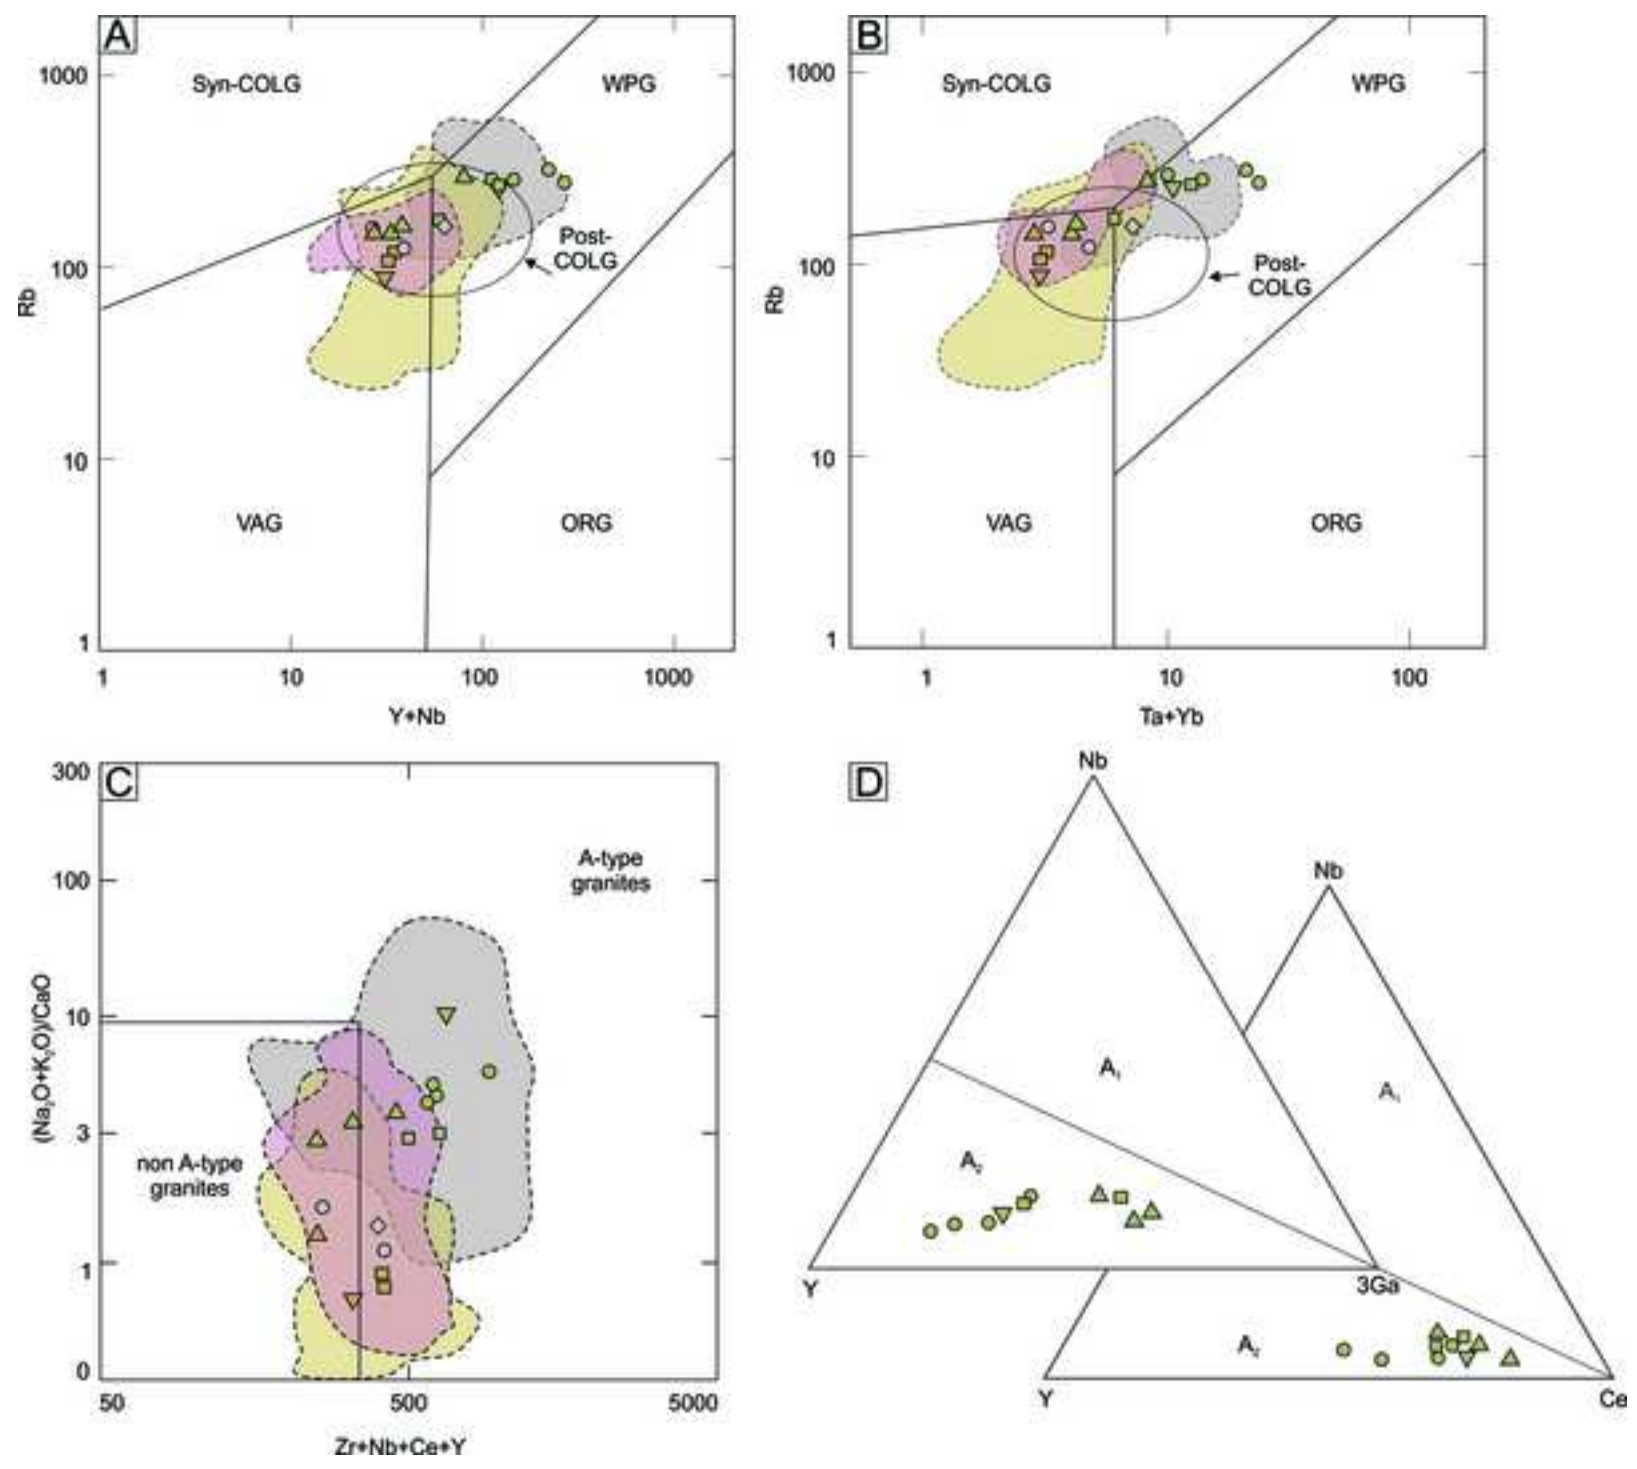 A
Syn-COLG
WPG
Post-
COLG
VAG
ORG
1000
100
10
1
Rb
1
10
100
1000
Y+Nb
B
Syn-COLG
WPG
Post-
COLG
VAG
ORG
1000
100
10
1
Rb
1
10
100
Ta+Yb
C
A-type
granites
non A-type
granites
300
100
10
3
1
0
(Na₂O+K₂O)/CaO
50
500
5000
Zr+Nb+Ce+Y
D
Nb
A₁
A₂
Y
3Ga
Nb
A₁
A₂
Y
Ce